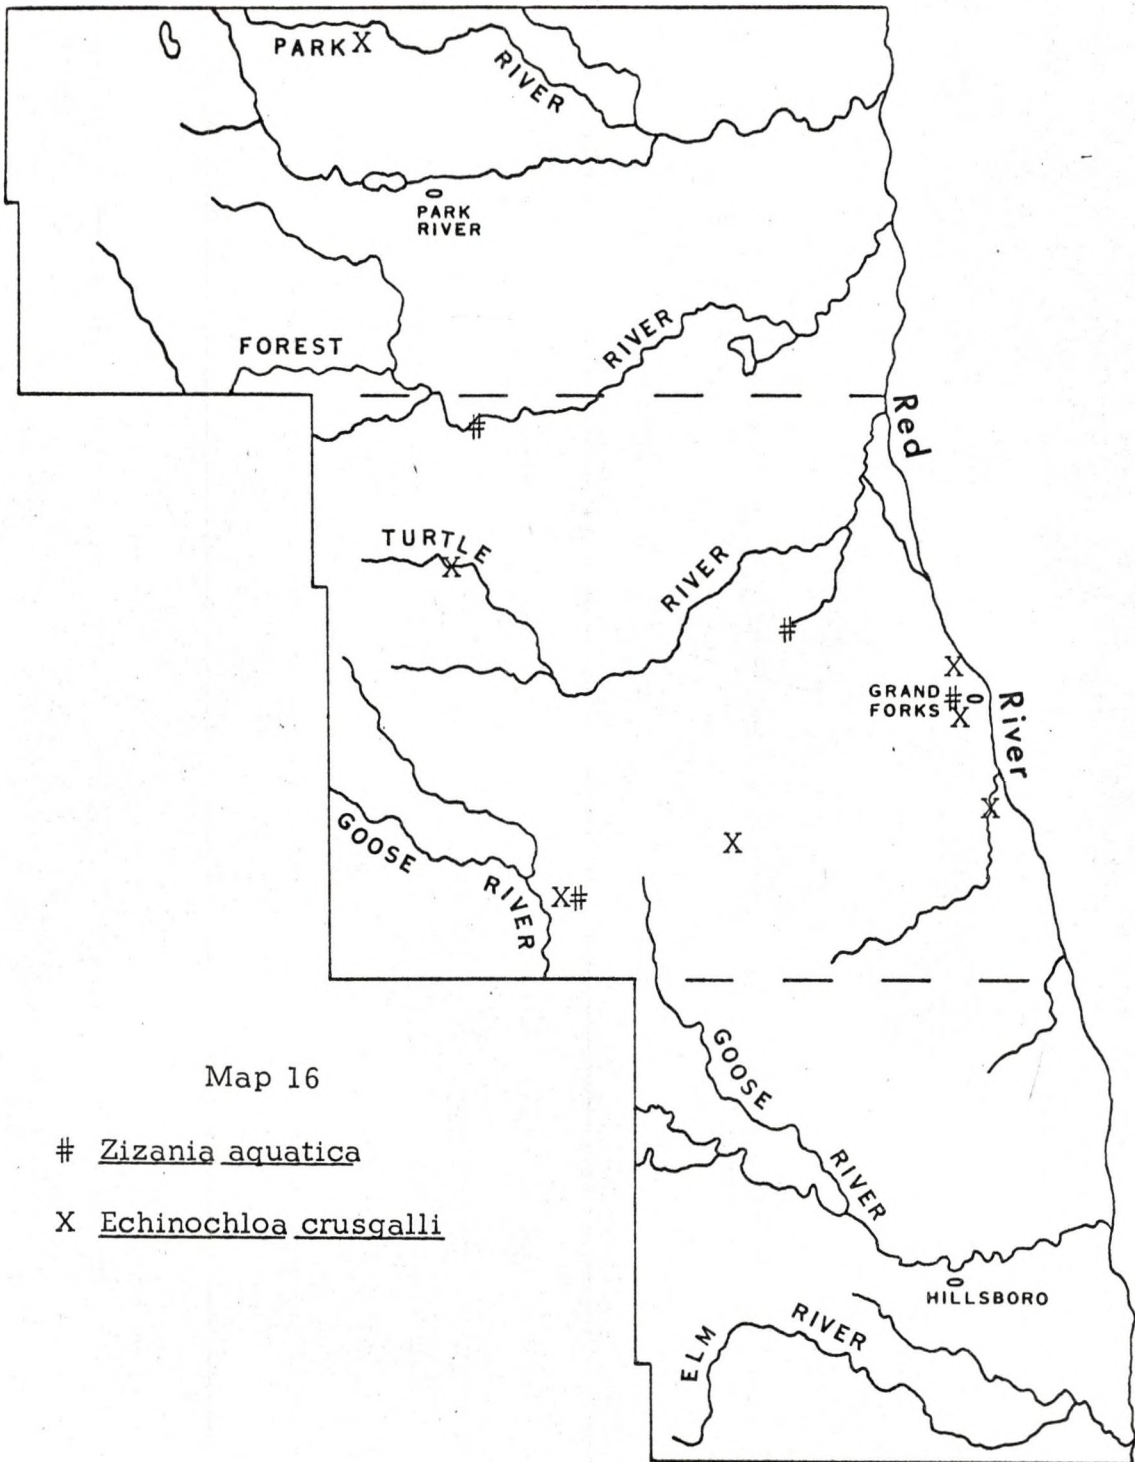 PARK X
RIVER
PARK
RIVER
FOREST
RIVER
#
Red
TURTLE
X
RIVER
#
X
GRAND #
FORKS X
River
X
GOOSE
X
RIVER
X#
GOOSE
RIVER
Map 16
# Zizania aquatica
X Echinochloa crusgalli
HILLSBORO
ELM
RIVER